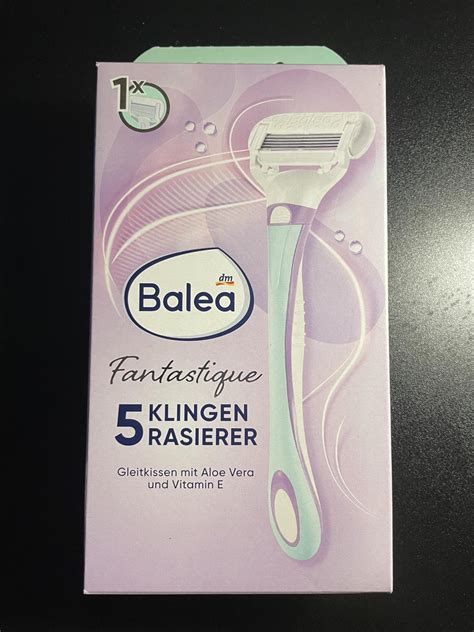 1x
dm
Balea
Fantastique
5 KLINGEN
RASIERER
Gleitkissen mit Aloe Vera
und Vitamin E